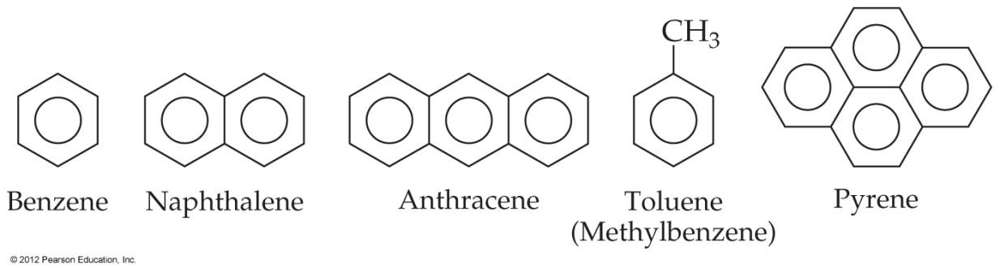 CH₃
Benzene
Naphthalene
Anthracene
Toluene
(Methylbenzene)
Pyrene
© 2012 Pearson Education, Inc.